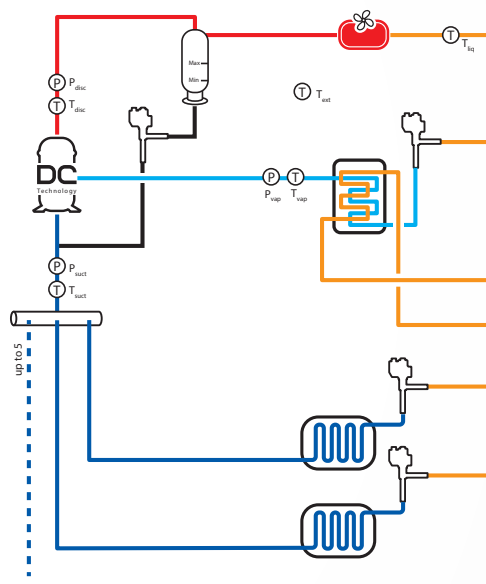 Max
Min
P
P disc
T
T disc
T
T liq
T
T ext
DC
Technology
P
T
P vap
T vap
P
P suct
T
T suct
up to 5